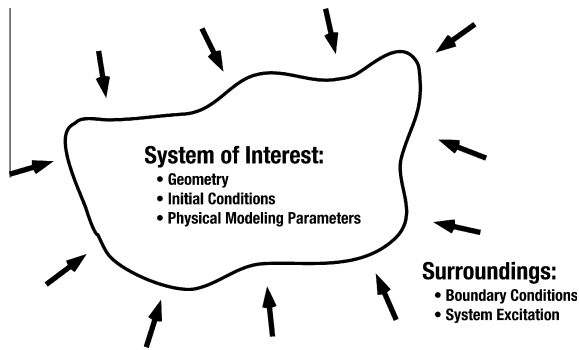 System of Interest:
• Geometry
• Initial Conditions
• Physical Modeling Parameters
Surroundings:
• Boundary Conditions
• System Excitation